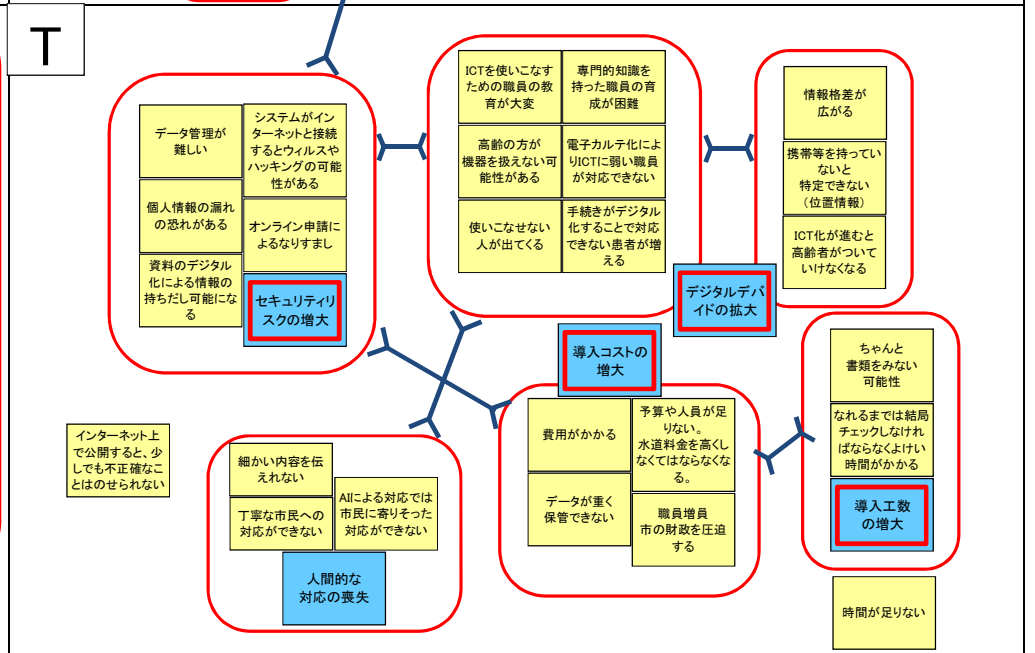 T
データ管理が
難しい
システムがイン
ターネットと接続
するとウィルスや
ハッキングの可能
性がある
個人情報の漏れ
の恐れがある
オンライン申請
によるなりすまし
資料のデジタル
化による情報の
持ちだし可能にな
る
セキュリティリ
スクの増大
ICTを使いこなす
ための職員の教
育が大変
専門的知識を
持った職員の育
成が困難
高齢の方が
機器を扱えない可
能性がある
電子カルテ化によ
りICTに弱い職員
が対応できない
使いこなせない
人が出てくる
手続きがデジタル
化することで対応
できない患者が増
える
情報格差が
広がる
携帯等を持ってい
ないと
特定できない
（位置情報）
ICT化が進むと
高齢者がついて
いけなくなる
デジタルデバ
イドの拡大
導入コストの
増大
費用がかかる
予算や人員が足
りない。
水道料金を高くし
なくてはならなくな
る。
データが重く
保管できない
職員増員
市の財政を圧迫
する
ちゃんと
書類をみない
可能性
なれるまでは結局
チェックしなけれ
ばならなくよけい
時間がかかる
導入工数
の増大
時間が足りない
インターネット上
で公開すると、少
しでも不正確なこ
とはのせられない
細かい内容を伝
えれない
丁寧な市民への
対応ができない
AIによる対応では
市民に寄りそった
対応ができない
人間的な
対応の喪失